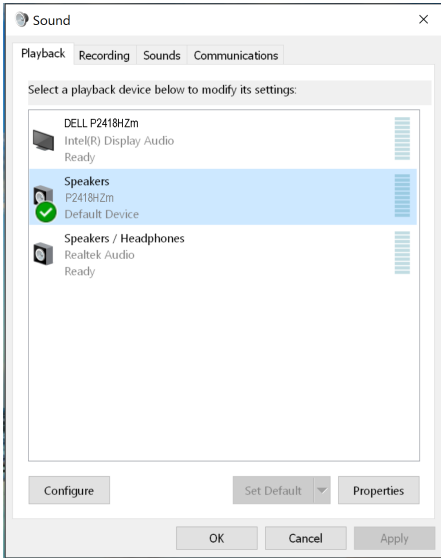 Sound
Playback Recording Sounds Communications
Select a playback device below to modify its settings:
DELL P2418HZm
Intel(R) Display Audio
Ready
Speakers
P2418HZm
Default Device
Speakers / Headphones
Realtek Audio
Ready
Configure Set Default Properties
OK Cancel Apply